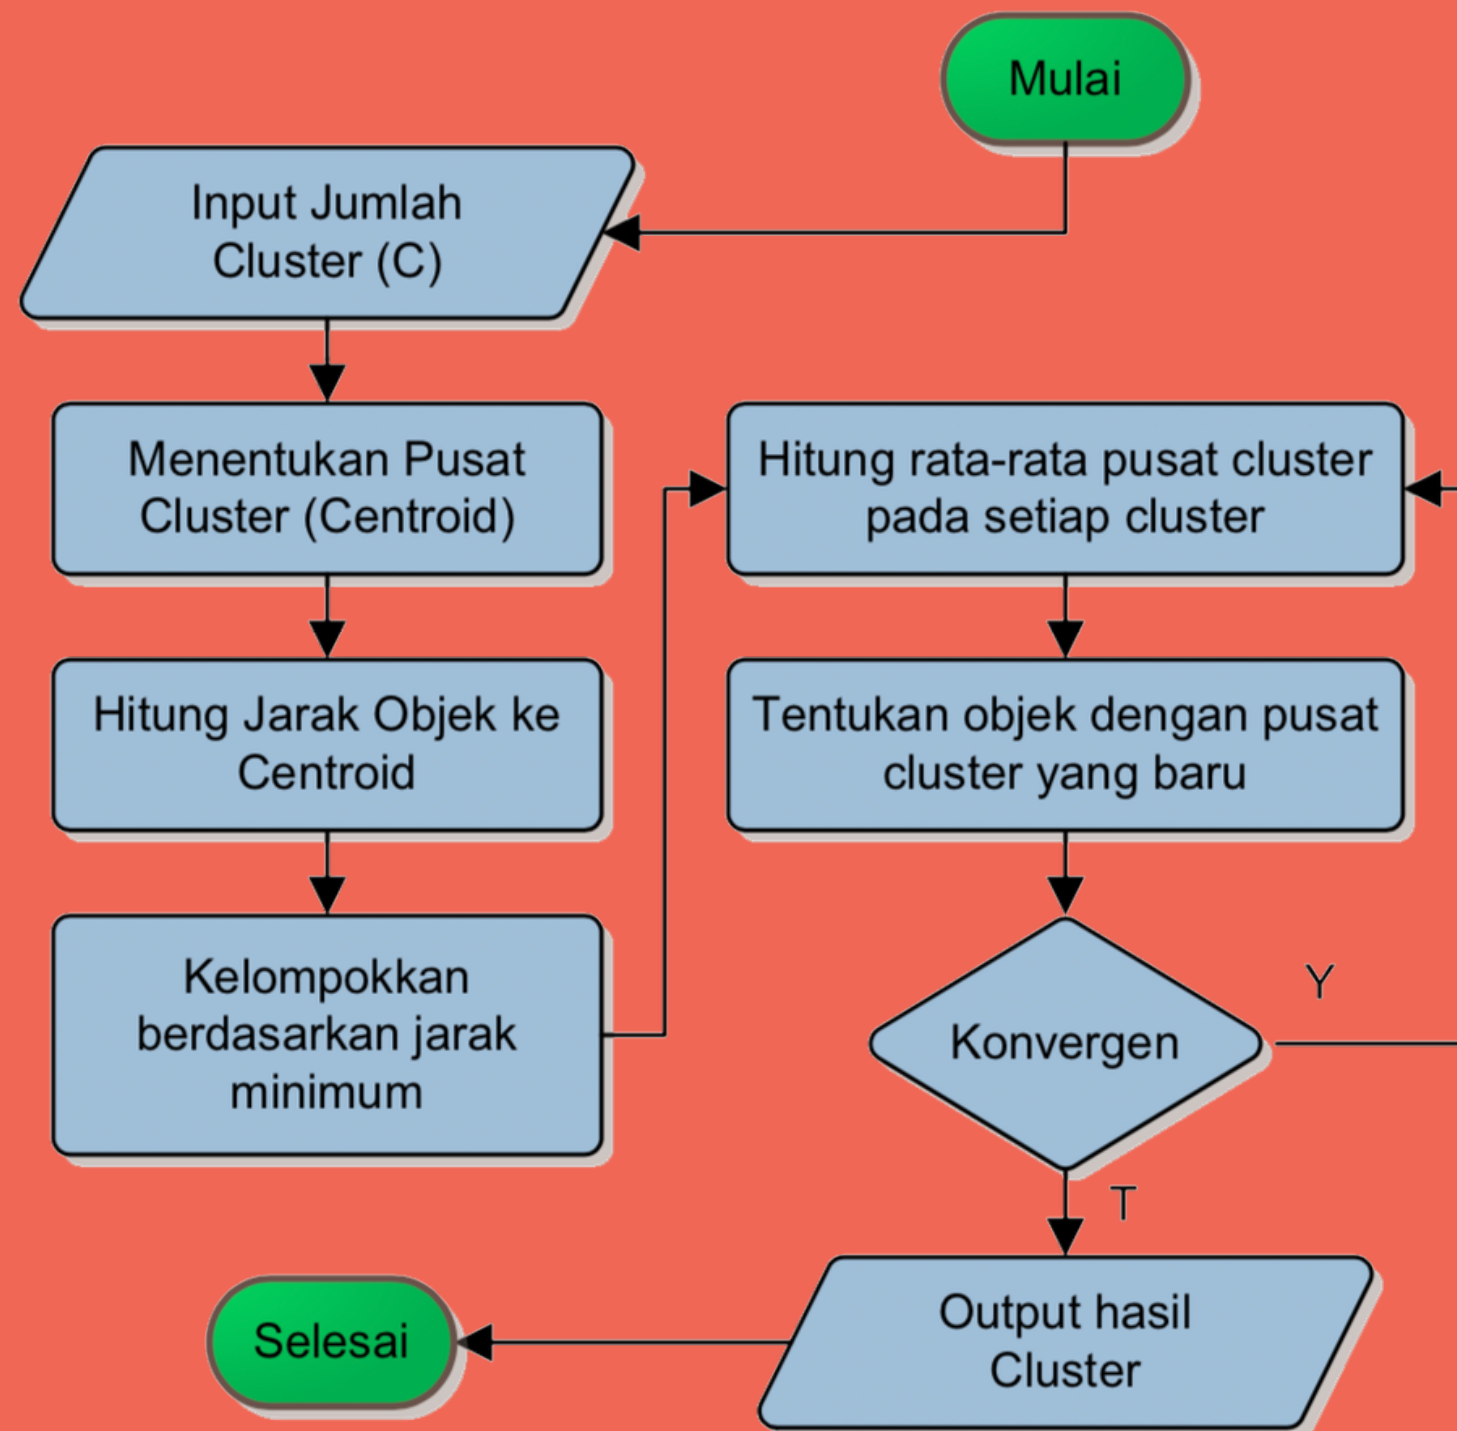 Mulai
Input Jumlah
Cluster (C)
Menentukan Pusat
Cluster (Centroid)
Hitung Jarak Objek ke
Centroid
Kelompokkan
berdasarkan jarak
minimum
Hitung rata-rata pusat cluster
pada setiap cluster
Tentukan objek dengan pusat
cluster yang baru
Konvergen
Y
T
Output hasil
Cluster
Selesai